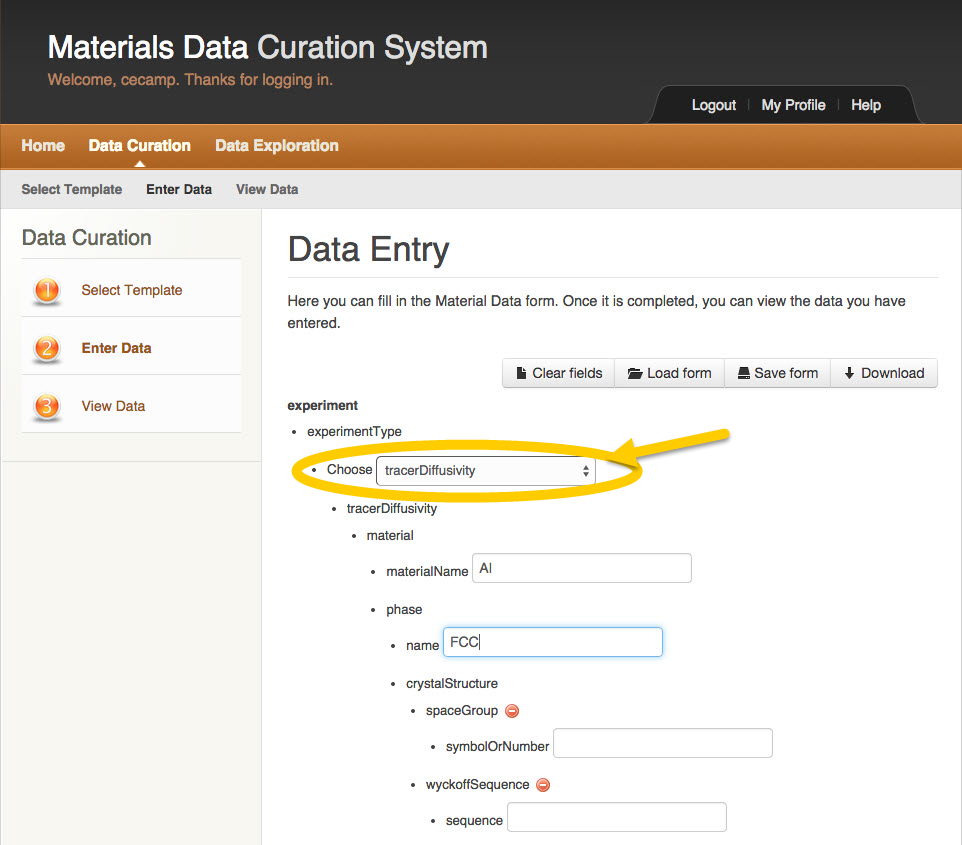 Materials Data Curation System
Welcome, cecamp. Thanks for logging in.
Logout My Profile Help
Home Data Curation Data Exploration
Select Template Enter Data View Data
Data Curation
1 Select Template
2 Enter Data
3 View Data
Data Entry
Here you can fill in the Material Data form. Once it is completed, you can view the data you have
entered.
Clear fields Load form Save form Download
experiment
experimentType
Choose tracerDiffusivity
tracerDiffusivity
material
materialName Al
phase
name FCC
crystalStructure
spaceGroup
symbolOrNumber
wyckoffSequence
sequence